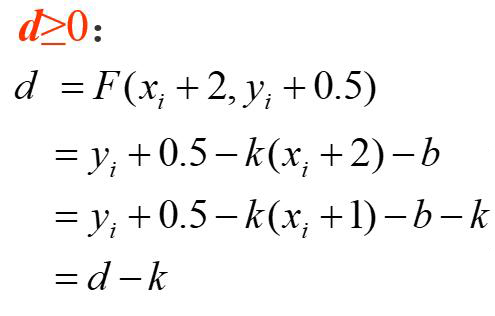 d≥0：
d = F(xᵢ + 2, yᵢ + 0.5)
= yᵢ + 0.5 − k(xᵢ + 2) − b
= yᵢ + 0.5 − k(xᵢ + 1) − b − k
= d − k